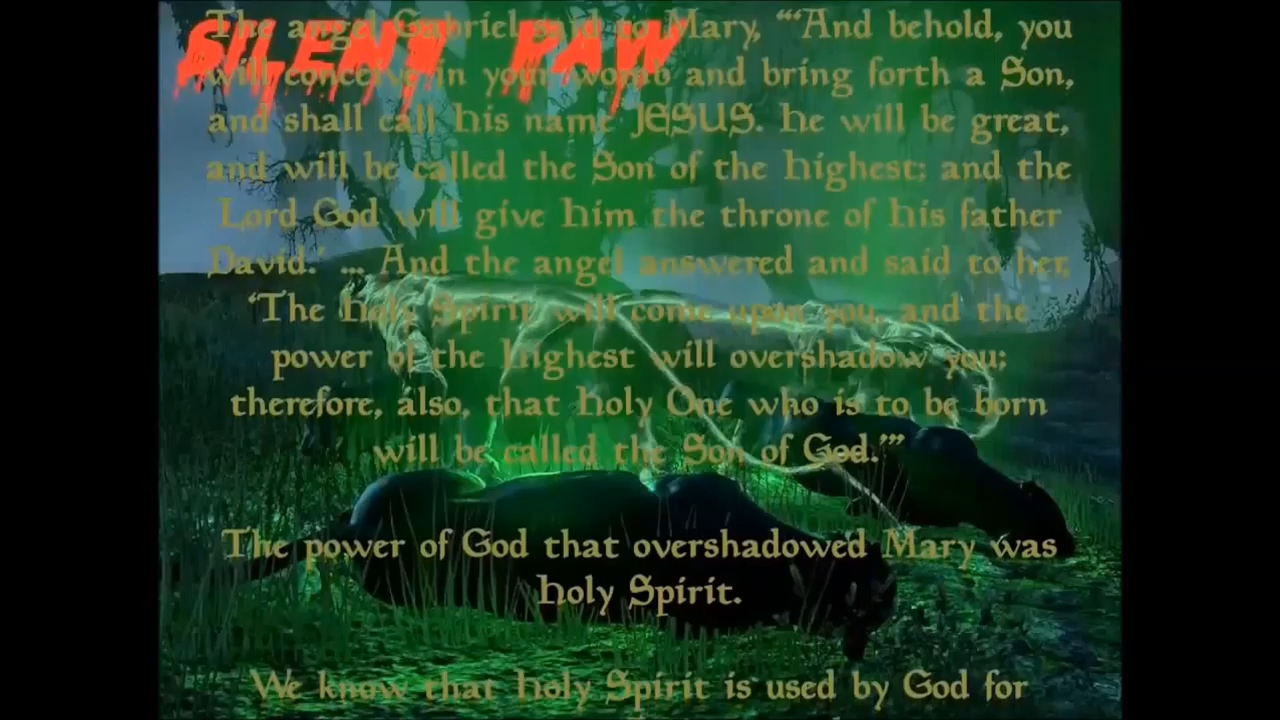 SILENT PAW
The angel Gabriel said to Mary, "'And behold, you
will conceive in your womb and bring forth a Son,
and shall call his name JESUS. he will be great,
and will be called the Son of the highest; and the
Lord God will give him the throne of his father
David.' ... And the angel answered and said to her,
'The holy Spirit will come upon you, and the
power of the highest will overshadow you;
therefore, also, that holy One who is to be born
will be called the Son of God.'"
The power of God that overshadowed Mary was
holy Spirit.
We know that holy Spirit is used by God for